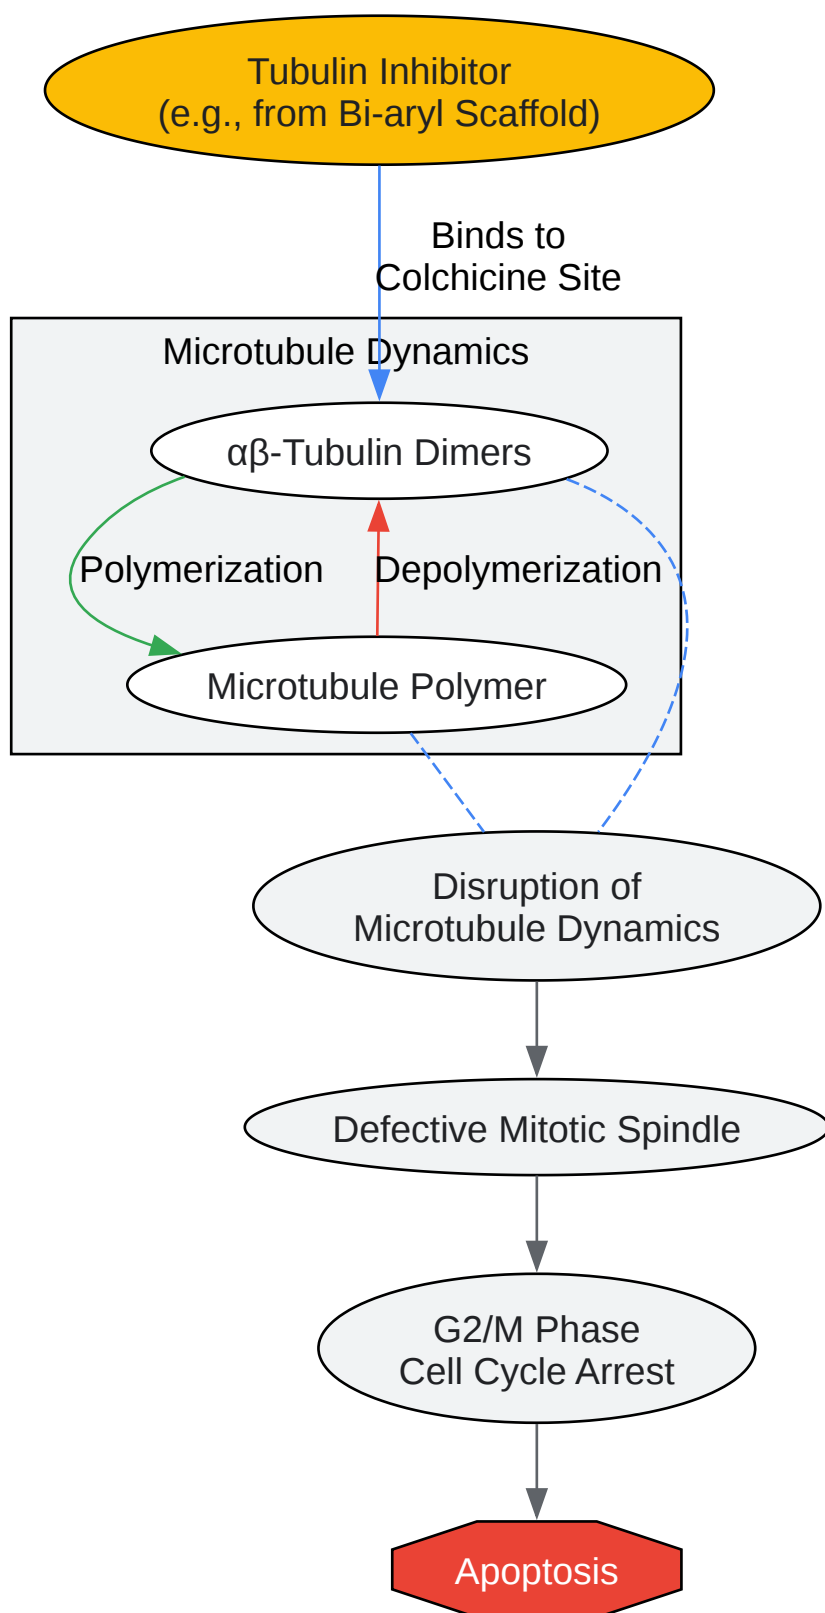 Tubulin Inhibitor
(e.g., from Bi-aryl Scaffold)
Binds to
Colchicine Site
Microtubule Dynamics
αβ-Tubulin Dimers
Polymerization
Depolymerization
Microtubule Polymer
Disruption of
Microtubule Dynamics
Defective Mitotic Spindle
G2/M Phase
Cell Cycle Arrest
Apoptosis